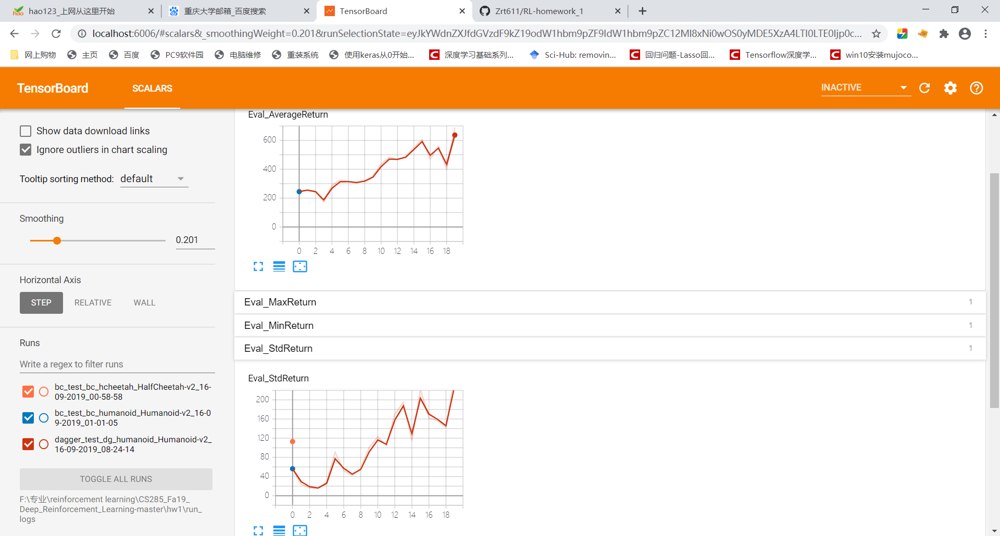 hao123_上网从这里开始
重庆大学邮箱_百度搜索
TensorBoard
Zrt611/RL-homework_1
localhost:6006/#scalars&_smoothingWeight=0.201&runSelectionState=eyJkYWdnZXJfdGVzdF9kZ19odW1hbm9pZF9IdW1hbm9pZC12Ml8xNi0wOS0yMDE5XzA4LTI0LTE0Ijp0c...
网上购物
主页
百度
PC9软件园
电脑维修
重装系统
使用keras从0开始...
深度学习基础系列...
Sci-Hub: removin...
回归问题-Lasso回...
Tensorflow深度学...
win10安装mujoco...
TensorBoard
SCALARS
INACTIVE
Show data download links
Ignore outliers in chart scaling
Tooltip sorting method: default
Smoothing
0.201
Horizontal Axis
STEP RELATIVE WALL
Runs
Write a regex to filter runs
bc_test_bc_hcheetah_HalfCheetah-v2_16-
09-2019_00-58-58
bc_test_bc_humanoid_Humanoid-v2_16-0
9-2019_01-01-05
dagger_test_dg_humanoid_Humanoid-v2_
16-09-2019_08-24-14
TOGGLE ALL RUNS
F:\专业\reinforcement learning\CS285_Fa19_
Deep_Reinforcement_Learning-master\hw1\run_
logs
Eval_AverageReturn
600
400
200
0
0 2 4 6 8 10 12 14 16 18
Eval_MaxReturn 1
Eval_MinReturn 1
Eval_StdReturn 1
Eval_StdReturn
200
160
120
80
40
0
0 2 4 6 8 10 12 14 16 18